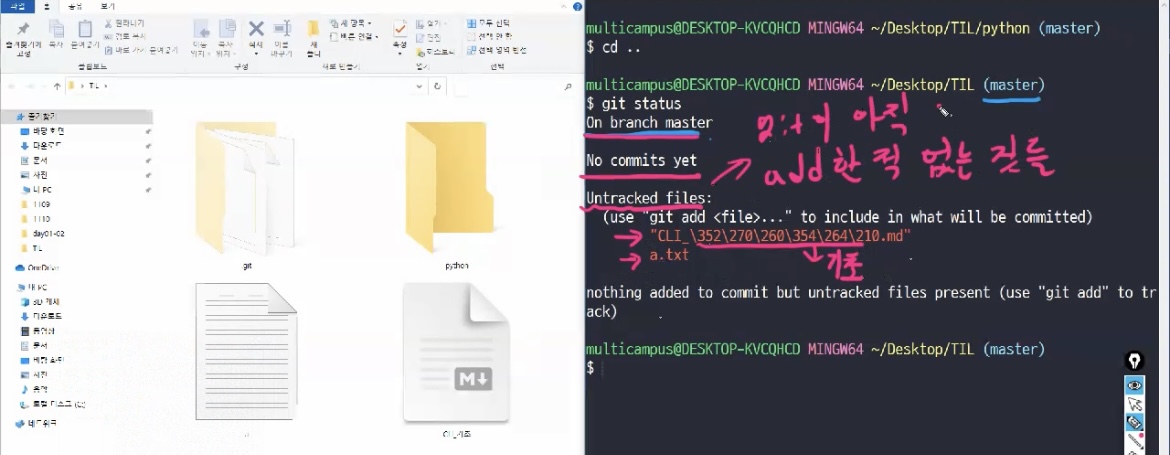 파일
홈
공유
보기
즐겨찾기에 고정
복사
붙여넣기
잘라내기
경로 복사
바로 가기 붙여넣기
이동 위치
복사 위치
삭제
이름 바꾸기
새 폴더
새 항목
빠른 연결
속성
열기
편집
히스토리
모두 선택
선택 안 함
선택 영역 반전
클립보드
구성
새로 만들기
열기
선택
TIL
즐겨찾기
바탕 화면
다운로드
문서
사진
내 PC
1109
1110
day01-02
TIL
OneDrive
내 PC
3D 개체
다운로드
동영상
문서
바탕 화면
사진
음악
로컬 디스크 (C:)
네트워크
git
python
CLI_기초
multicampus@DESKTOP-KVCQHCD MINGW64 ~/Desktop/TIL/python (master)
$ cd ..
multicampus@DESKTOP-KVCQHCD MINGW64 ~/Desktop/TIL (master)
$ git status
On branch master
아직
No commits yet
add한 적 없는 것들
Untracked files:
(use "git add <file>..." to include in what will be committed)
"CLI_\352\270\260\354\264\210.md"
a.txt
기초
nothing added to commit but untracked files present (use "git add" to tr
ack)
multicampus@DESKTOP-KVCQHCD MINGW64 ~/Desktop/TIL (master)
$